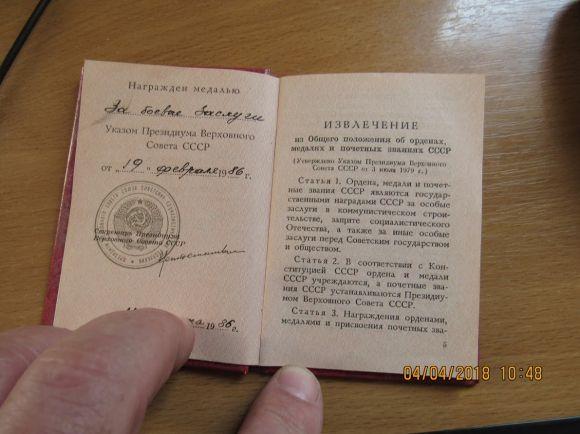 Награжден медалью
За боевые заслуги
Указом Президиума Верховного
Совета СССР
от "19" февраля 1986 г.
Секретарь Президиума
Верховного Совета СССР
1986 г.
ИЗВЛЕЧЕНИЕ
из Общего положения об орденах,
медалях и почетных званиях СССР
(Утверждено Указом Президиума Верховного
Совета СССР от 3 июля 1979 г.)
Статья 1. Ордена, медали и почет-
ные звания СССР являются государ-
ственными наградами СССР за особые
заслуги в коммунистическом строи-
тельстве, защите социалистического
Отечества, а также за иные особые
заслуги перед Советским государством
и обществом.
Статья 2. В соответствии с Кон-
ституцией СССР ордена и медали
СССР учреждаются, а почетные зва-
ния СССР устанавливаются Президиу-
мом Верховного Совета СССР.
Статья 3. Награждения орденами,
медалями и присвоения почетных зва-
5
04/04/2018 10:48